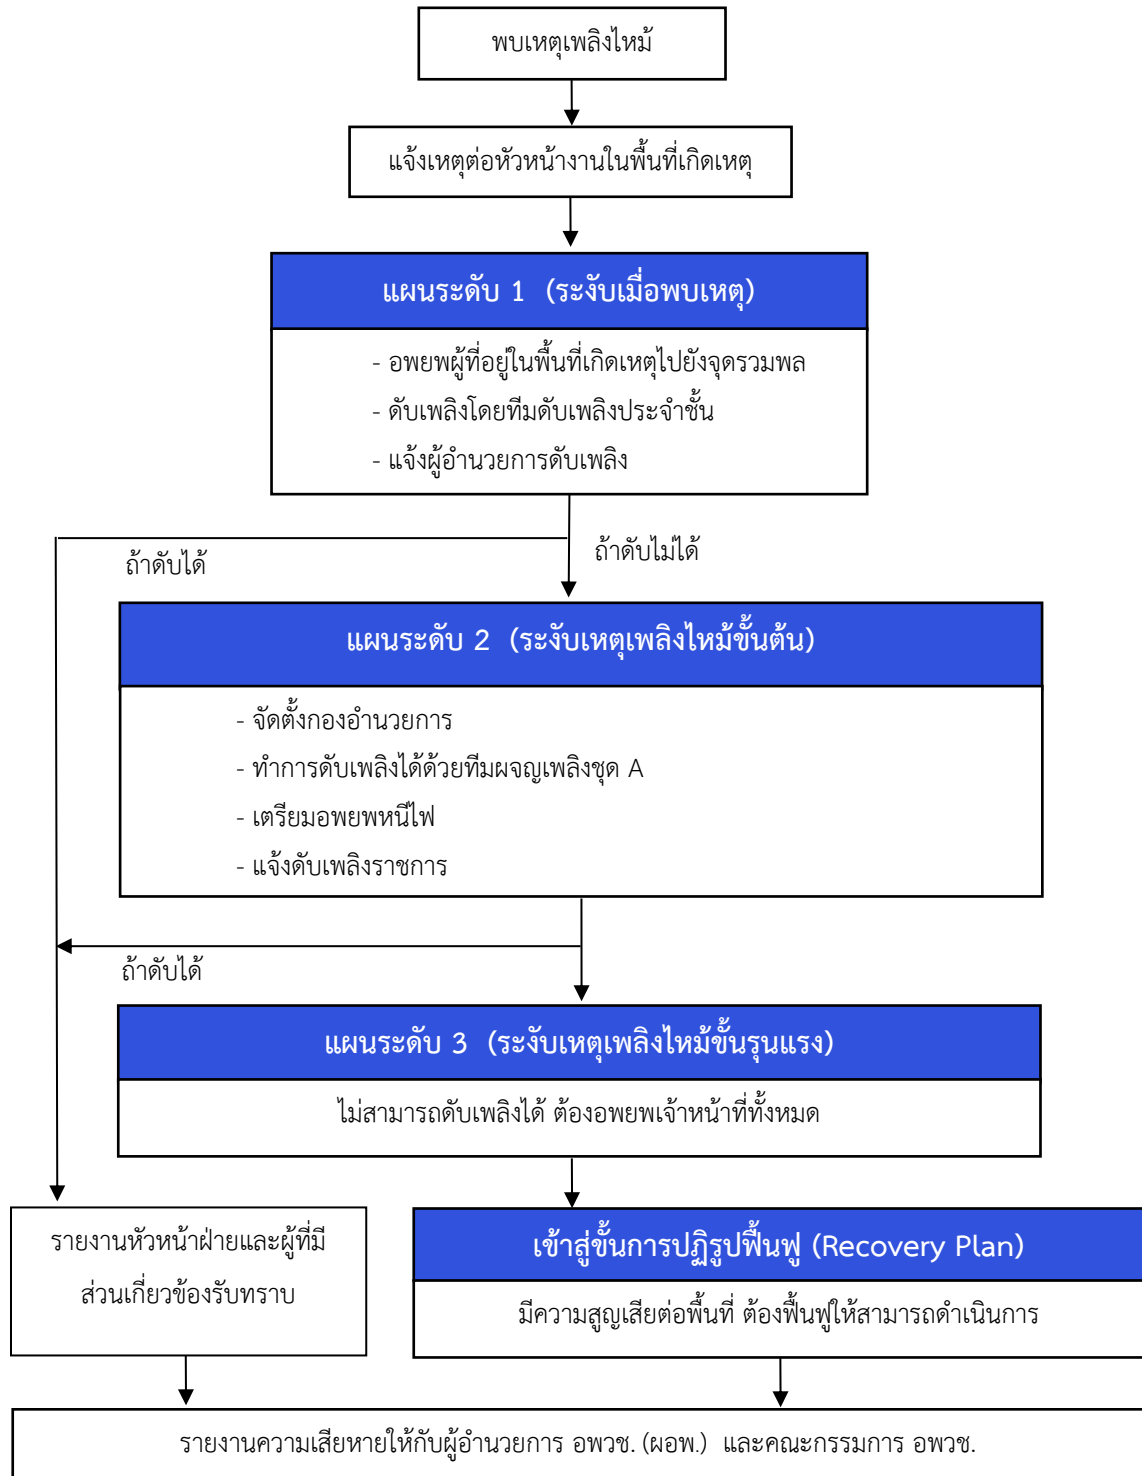 พบเหตุเพลิงไหม้
แจ้งเหตุต่อหัวหน้างานในพื้นที่เกิดเหตุ
แผนระดับ 1 (ระงับเมื่อพบเหตุ)
- อพยพผู้ที่อยู่ในพื้นที่เกิดเหตุไปยังจุดรวมพล
- ดับเพลิงโดยทีมดับเพลิงประจำชั้น
- แจ้งผู้อำนวยการดับเพลิง
ถ้าดับได้
ถ้าดับไม่ได้
แผนระดับ 2 (ระงับเหตุเพลิงไหม้ขั้นต้น)
- จัดตั้งกองอำนวยการ
- ทำการดับเพลิงได้ด้วยทีมผจญเพลิงชุด A
- เตรียมอพยพหนีไฟ
- แจ้งดับเพลิงราชการ
ถ้าดับได้
แผนระดับ 3 (ระงับเหตุเพลิงไหม้ขั้นรุนแรง)
ไม่สามารถดับเพลิงได้ ต้องอพยพเจ้าหน้าที่ทั้งหมด
รายงานหัวหน้าฝ่ายและผู้ที่มี
ส่วนเกี่ยวข้องรับทราบ
เข้าสู่ขั้นการปฏิรูปฟื้นฟู (Recovery Plan)
มีความสูญเสียต่อพื้นที่ ต้องฟื้นฟูให้สามารถดำเนินการ
รายงานความเสียหายให้กับผู้อำนวยการ อพวช. (ผอพ.) และคณะกรรมการ อพวช.